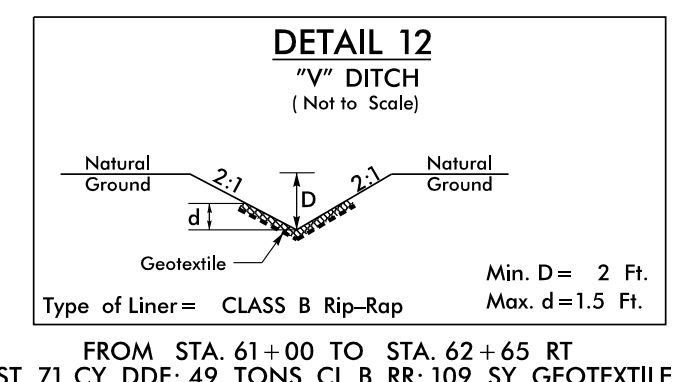 DETAIL 12
"V" DITCH
( Not to Scale)
Natural
Ground
2:1
D
2:1
Natural
Ground
d
Geotextile
Min. D = 2 Ft.
Type of Liner = CLASS B Rip-Rap
Max. d = 1.5 Ft.
FROM STA. 61+00 TO STA. 62+65 RT
ST. 71 CY DDE; 49 TONS CL B RR; 109 SY GEOTEXTILE